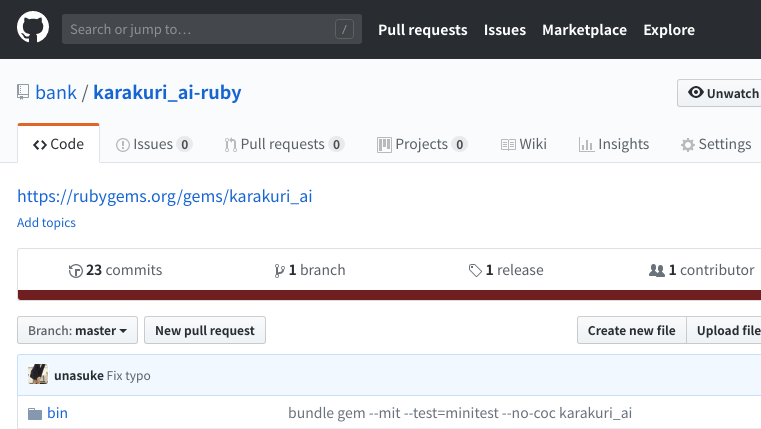 Search or jump to… /
Pull requests Issues Marketplace Explore
bank / karakuri_ai-ruby
Unwatch
Code Issues 0 Pull requests 0 Projects 0 Wiki Insights Settings
https://rubygems.org/gems/karakuri_ai
Add topics
23 commits 1 branch 1 release 1 contributor
Branch: master New pull request Create new file Upload file
unasuke Fix typo
bin bundle gem --mit --test=minitest --no-coc karakuri_ai